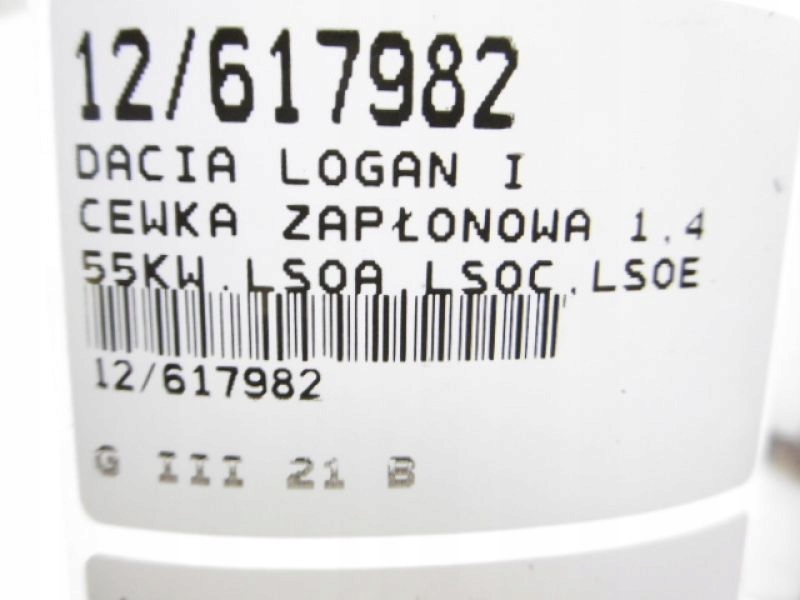 12/617982
DACIA LOGAN I
CEWKA ZAPŁONOWA 1.4
55KW.LSOA.LSOC.LSOE
12/617982
G III 21 B